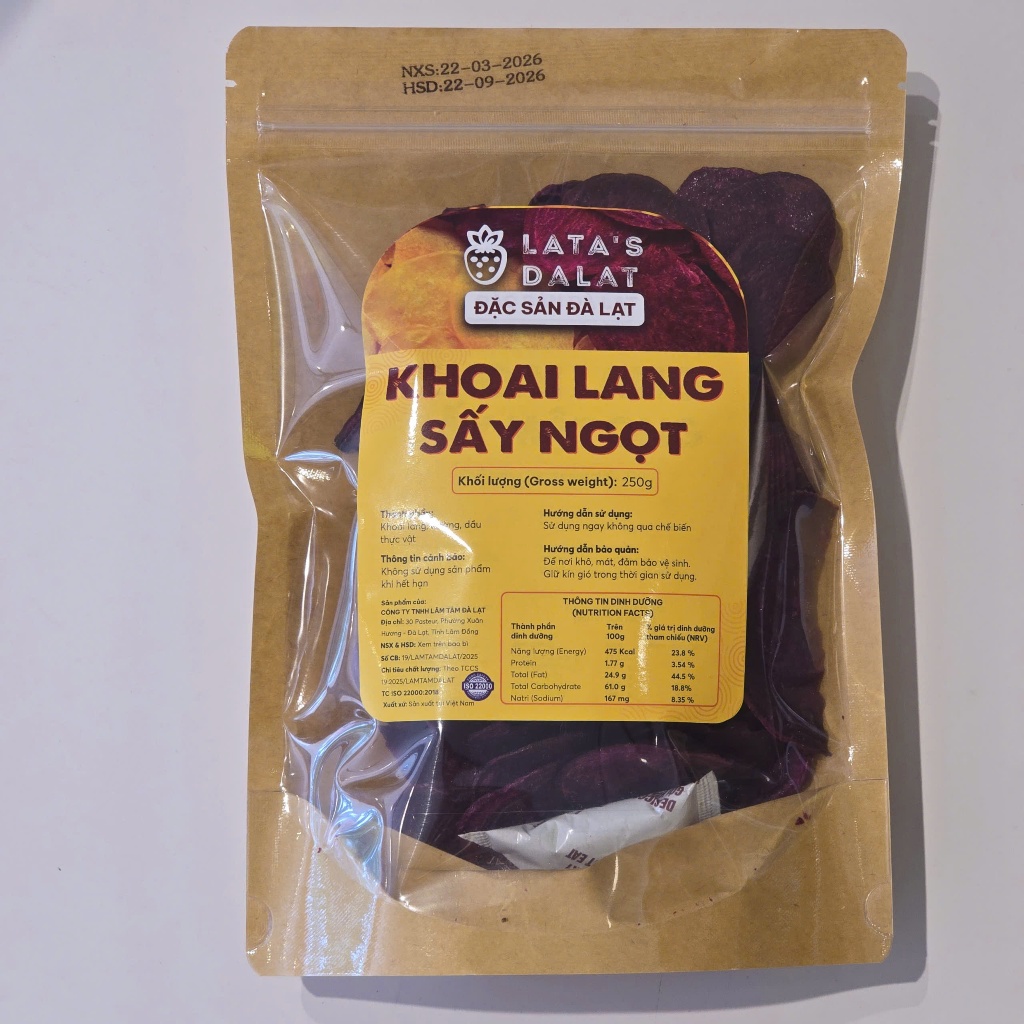 NXS:22-03-2026
HSD:22-09-2026
LATA'S
DALAT
ĐẶC SẢN ĐÀ LẠT
KHOAI LANG
SẤY NGỌT
Khối lượng (Gross weight): 250g
Thành phần:
Khoai lang, đường, dầu
thực vật
Thông tin cảnh báo:
Không sử dụng sản phẩm
khi hết hạn
Hướng dẫn sử dụng:
Sử dụng ngay không qua chế biến
Hướng dẫn bảo quản:
Để nơi khô, mát, đảm bảo vệ sinh.
Giữ kín gió trong thời gian sử dụng.
Sản phẩm của:
CÔNG TY TNHH LÂM TÂM ĐÀ LẠT
Địa chỉ: 30 Pasteur, Phường Xuân
Hương - Đà Lạt, Tỉnh Lâm Đồng
NSX & HSD: Xem trên bao bì
Số CB: 19/LAMTAMDALAT/2025
Chỉ tiêu chất lượng: Theo TCCS
19:2025/LAMTAMDALAT
TC ISO 22000:2018
Xuất xứ: Sản xuất tại Việt Nam
ISO 22000
THÔNG TIN DINH DƯỠNG
(NUTRITION FACTS)
Thành phần dinh dưỡng Trên 100g % giá trị dinh dưỡng tham chiếu (NRV)
Năng lượng (Energy) 475 Kcal 23.8 %
Protein 1.77 g 3.54 %
Total (Fat) 24.9 g 44.5 %
Total Carbohydrate 61.0 g 18.8%
Natri (Sodium) 167 mg 8.35 %
T EAT